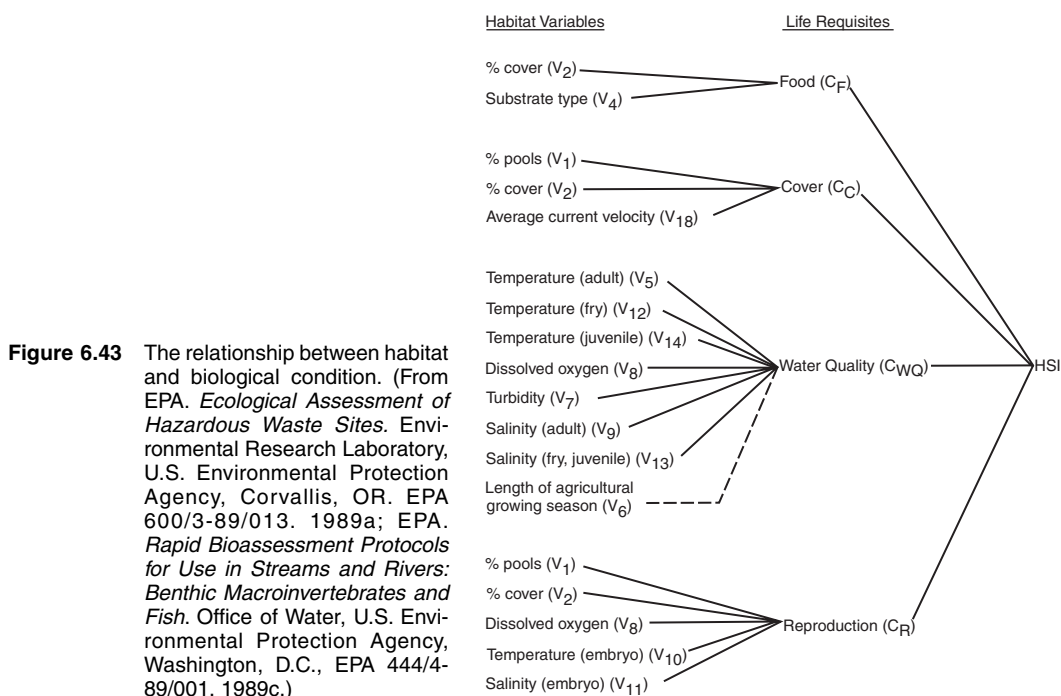 Habitat Variables
Life Requisites
% cover (V2)
Substrate type (V4)
Food (CF)
% pools (V1)
% cover (V2)
Average current velocity (V18)
Cover (CC)
Temperature (adult) (V5)
Temperature (fry) (V12)
Temperature (juvenile) (V14)
Dissolved oxygen (V8)
Turbidity (V7)
Salinity (adult) (V9)
Salinity (fry, juvenile) (V13)
Length of agricultural
growing season (V6)
Water Quality (CWQ)
HSI
% pools (V1)
% cover (V2)
Dissolved oxygen (V8)
Temperature (embryo) (V10)
Salinity (embryo) (V11)
Reproduction (CR)
Figure 6.43 The relationship between habitat
and biological condition. (From
EPA. Ecological Assessment of
Hazardous Waste Sites. Envi-
ronmental Research Laboratory,
U.S. Environmental Protection
Agency, Corvallis, OR. EPA
600/3-89/013. 1989a; EPA.
Rapid Bioassessment Protocols
for Use in Streams and Rivers:
Benthic Macroinvertebrates and
Fish. Office of Water, U.S. Envi-
ronmental Protection Agency,
Washington, D.C., EPA 444/4-
89/001. 1989c.)